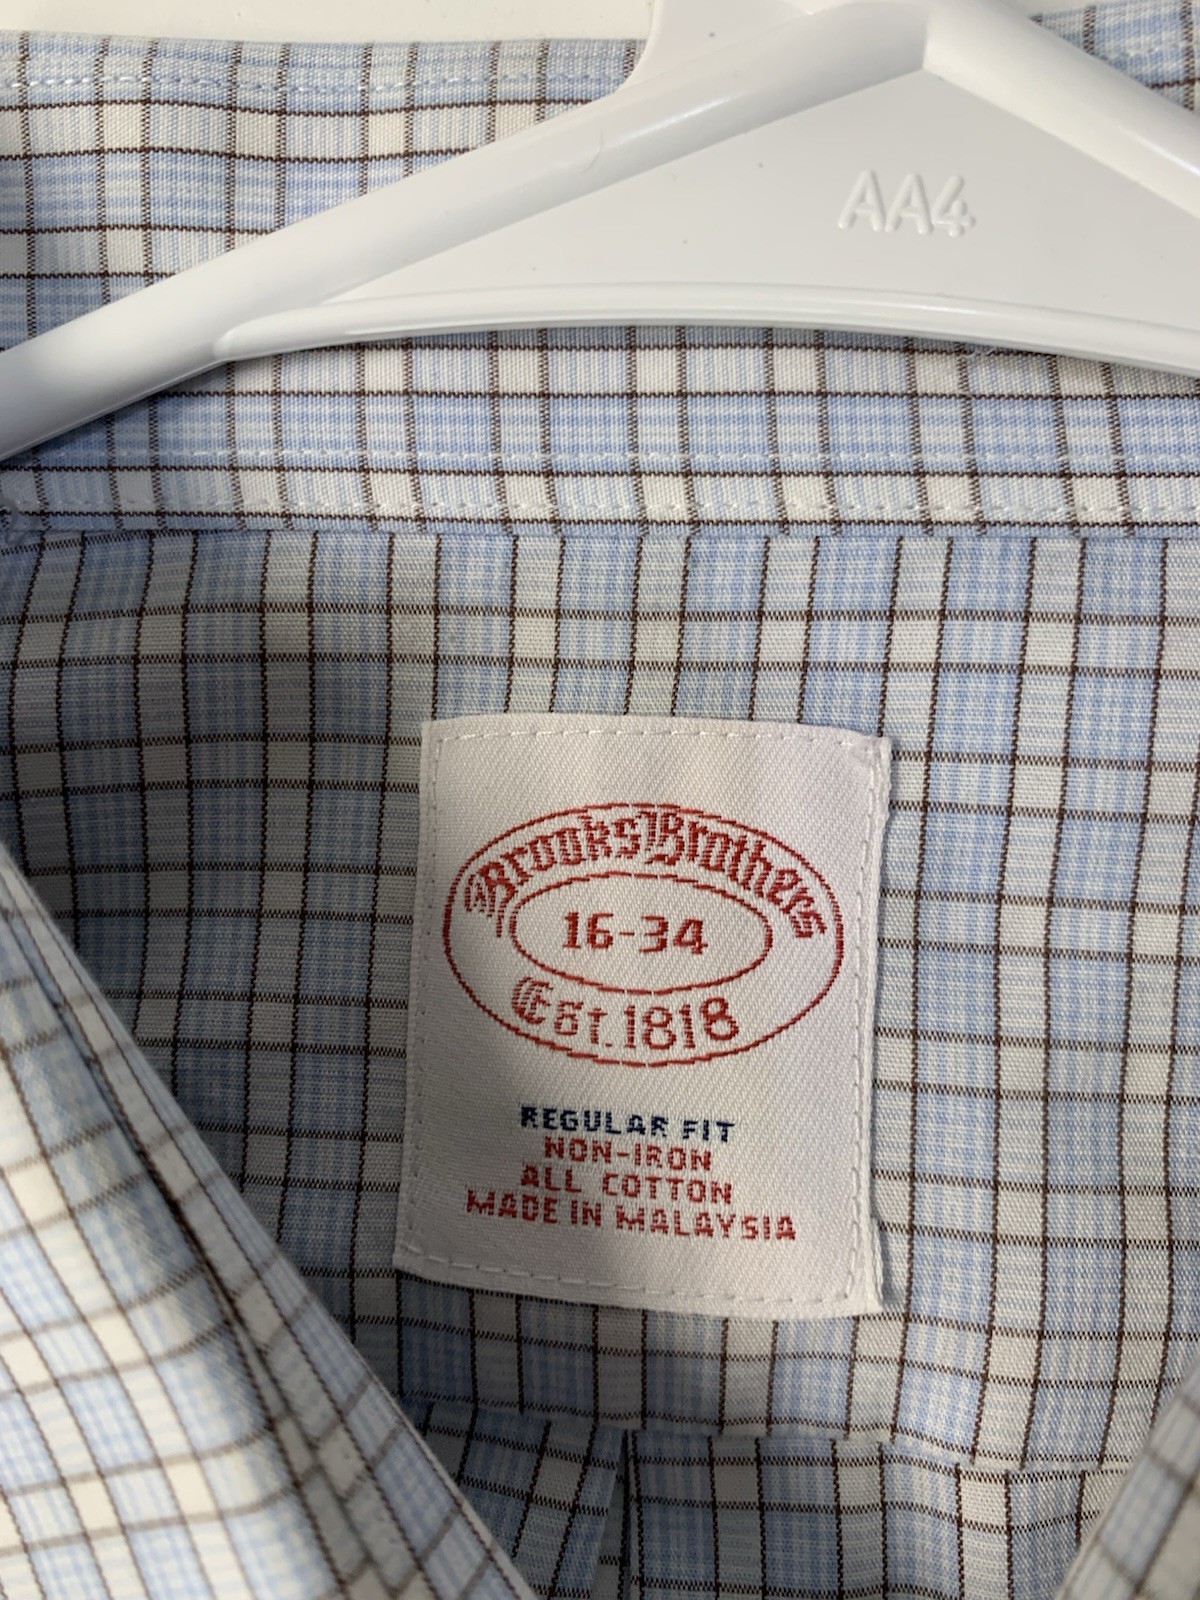 AA4
Brooks Brothers
16-34
Est. 1818
REGULAR FIT
NON-IRON
ALL COTTON
MADE IN MALAYSIA